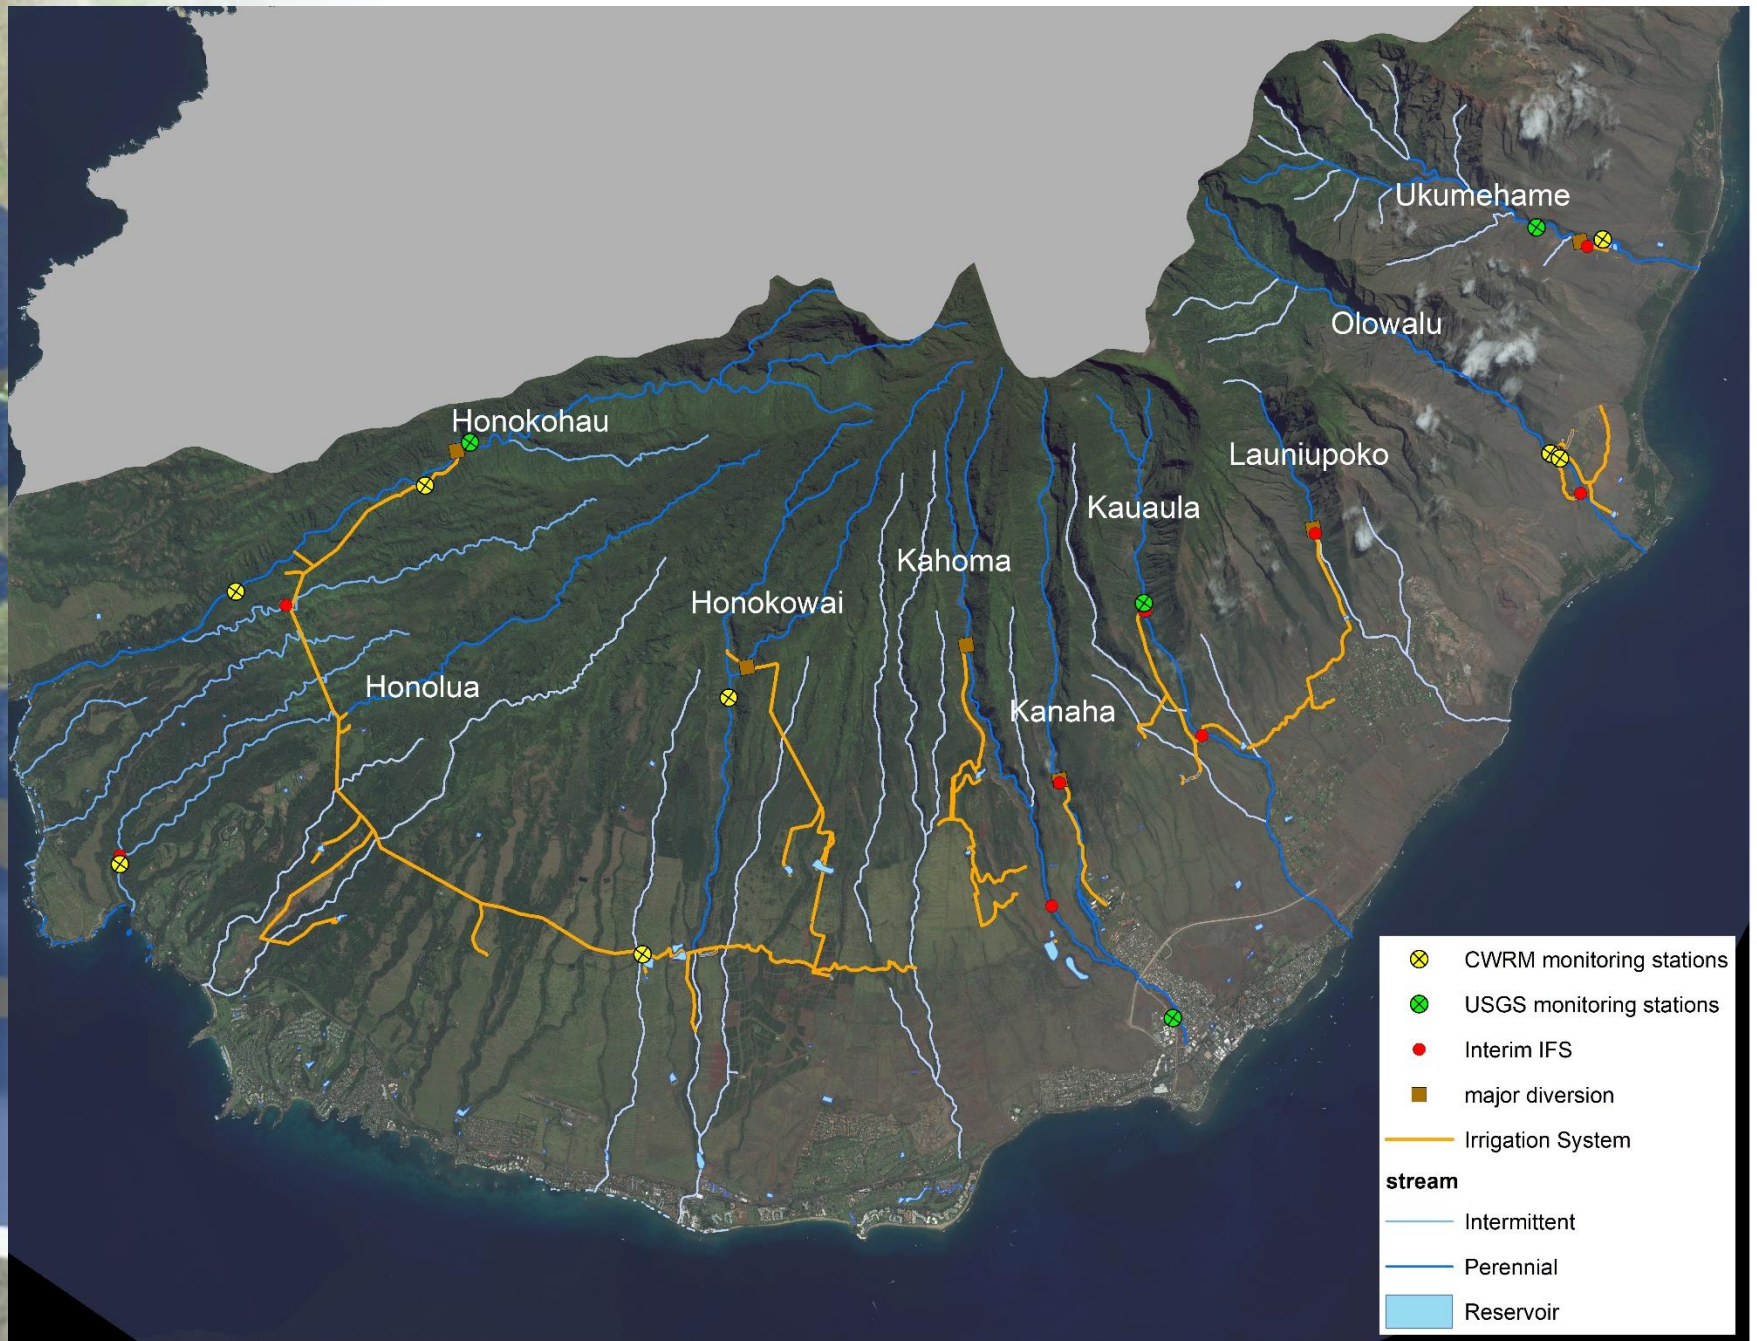 Ukumehame
Olowalu
Honokohau
Launiupoko
Kauaula
Kahoma
Honokowai
Honolua
Kanaha
CWRM monitoring stations
USGS monitoring stations
Interim IFS
major diversion
Irrigation System
stream
Intermittent
Perennial
Reservoir